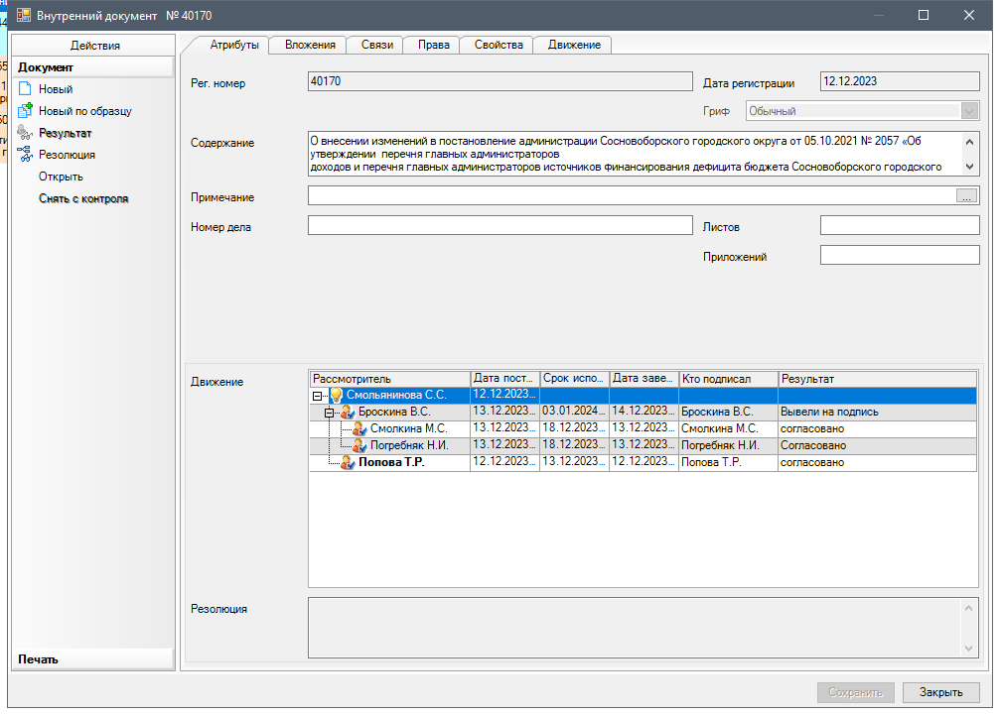 Внутренний документ № 40170
Действия
Документ
Новый
Новый по образцу
Результат
Резолюция
Открыть
Снять с контроля
Печать
Атрибуты Вложения Связи Права Свойства Движение
Рег. номер 40170 Дата регистрации 12.12.2023
Гриф Обычный
Содержание
О внесении изменений в постановление администрации Сосновоборского городского округа от 05.10.2021 № 2057 «Об
утверждении перечня главных администраторов
доходов и перечня главных администраторов источников финансирования дефицита бюджета Сосновоборского городского
Примечание ...
Номер дела Листов
Приложений
Движение
Рассмотритель Дата пост... Срок испо... Дата заве... Кто подписал Результат
Смольянинова С.С. 12.12.2023...
Броскина В.С. 13.12.2023... 03.01.2024... 14.12.2023... Броскина В.С. Вывели на подпись
Смолкина М.С. 13.12.2023... 18.12.2023... 13.12.2023... Смолкина М.С. согласовано
Погребняк Н.И. 13.12.2023... 18.12.2023... 13.12.2023... Погребняк Н.И. Согласовано
Попова Т.Р. 12.12.2023... 13.12.2023... 12.12.2023... Попова Т.Р. согласовано
Резолюция
Сохранить Закрыть